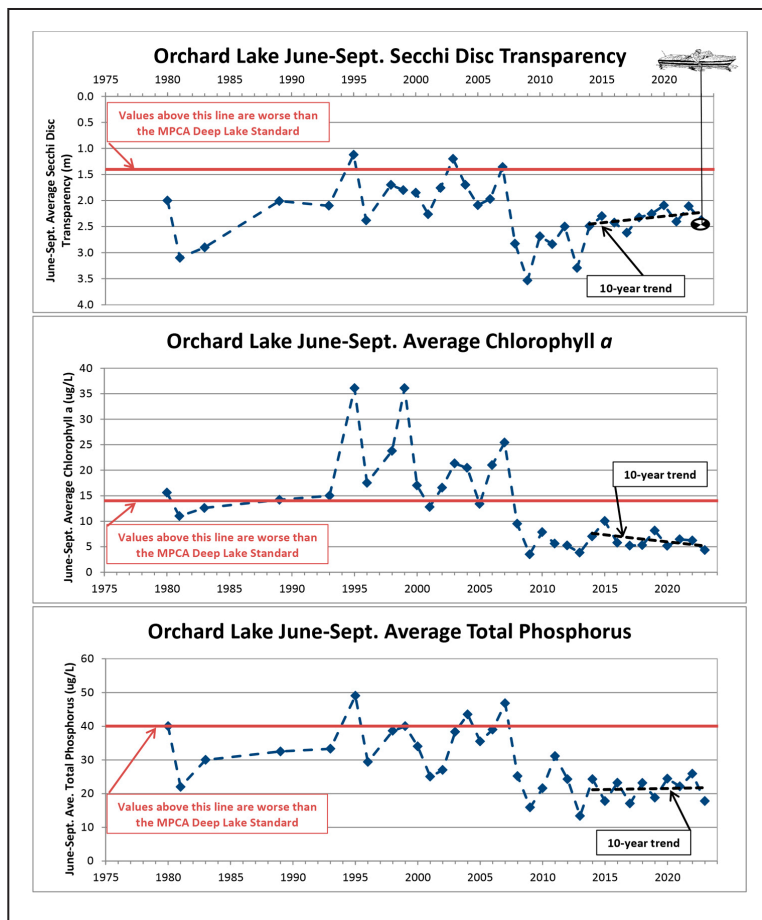 Orchard Lake June-Sept. Secchi Disc Transparency
1975 1980 1985 1990 1995 2000 2005 2010 2015 2020
0.0
0.5
1.0
1.5
2.0
2.5
3.0
3.5
4.0
June-Sept. Average Secchi Disc
Transparency (m)
Values above this line are worse than
the MPCA Deep Lake Standard
10-year trend
Orchard Lake June-Sept. Average Chlorophyll a
40
35
30
25
20
15
10
5
0
June-Sept. Average Chlorophyll a (ug/L)
10-year trend
Values above this line are worse than
the MPCA Deep Lake Standard
1975 1980 1985 1990 1995 2000 2005 2010 2015 2020
Orchard Lake June-Sept. Average Total Phosphorus
60
50
40
30
20
10
0
June-Sept. Ave. Total Phosphorus (ug/L)
Values above this line are worse than
the MPCA Deep Lake Standard
10-year trend
1975 1980 1985 1990 1995 2000 2005 2010 2015 2020